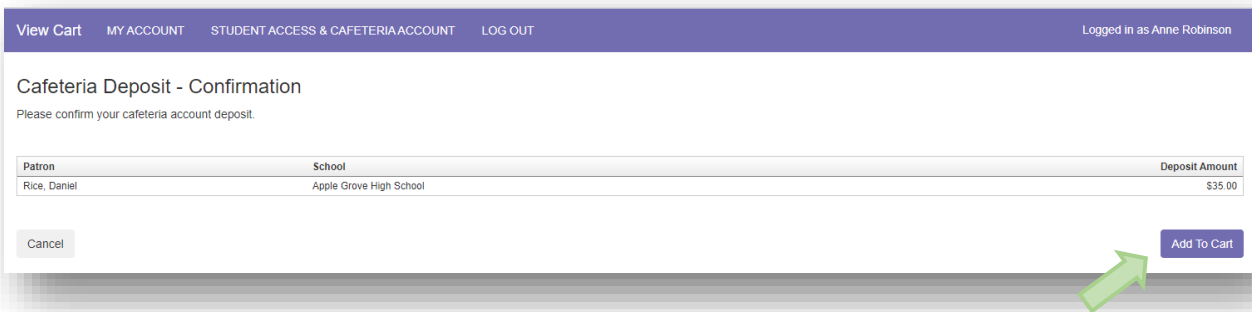 View Cart MY ACCOUNT STUDENT ACCESS & CAFETERIA ACCOUNT LOG OUT Logged in as Anne Robinson
Cafeteria Deposit - Confirmation
Please confirm your cafeteria account deposit.
Patron School Deposit Amount
Rice, Daniel Apple Grove High School $35.00
Cancel Add To Cart